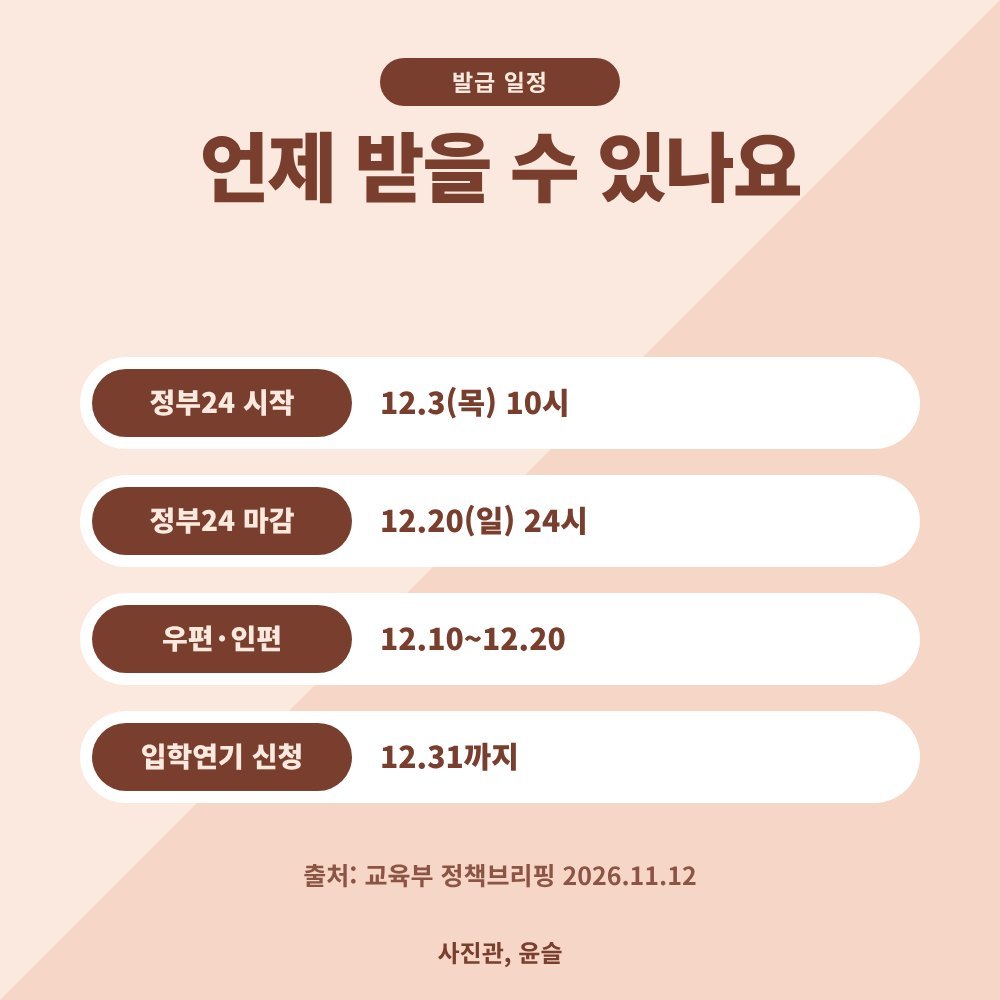 발급 일정
언제 받을 수 있나요
정부24 시작 12.3(목) 10시
정부24 마감 12.20(일) 24시
우편·인편 12.10~12.20
입학연기 신청 12.31까지
출처: 교육부 정책브리핑 2026.11.12
사진관, 윤슬